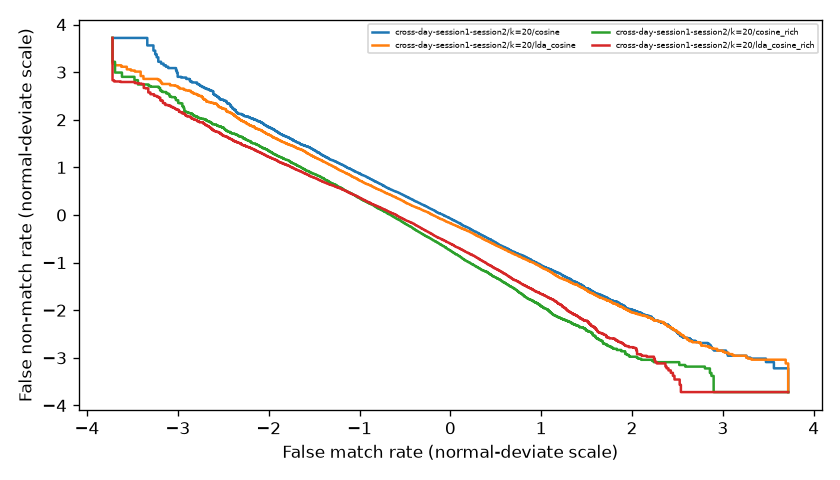 cross-day-session1-session2/k=20/cosine
cross-day-session1-session2/k=20/lda_cosine
cross-day-session1-session2/k=20/cosine_rich
cross-day-session1-session2/k=20/lda_cosine_rich
False non-match rate (normal-deviate scale)
4
3
2
1
0
−1
−2
−3
−4
−4 −3 −2 −1 0 1 2 3 4
False match rate (normal-deviate scale)